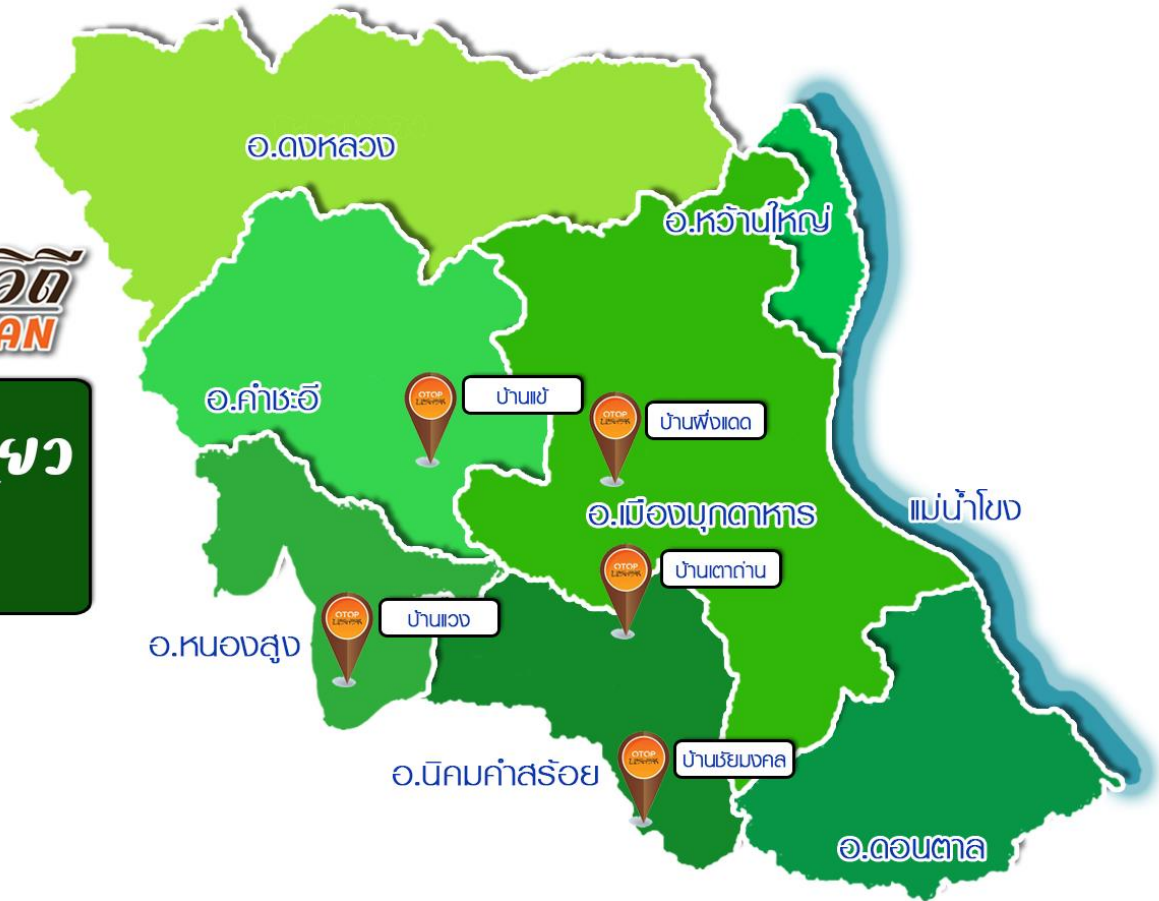 อ.ดงหลวง
อ.หว้านใหญ่
อ.คำชะอี
บ้านแข้
บ้านผึ่งแดด
อ.เมืองมุกดาหาร
แม่น้ำโขง
บ้านเตาถ่าน
บ้านแวง
อ.หนองสูง
บ้านชัยมงคล
อ.นิคมคำสร้อย
อ.ดอนตาล
OTOP
OTOP
OTOP
OTOP
OTOP